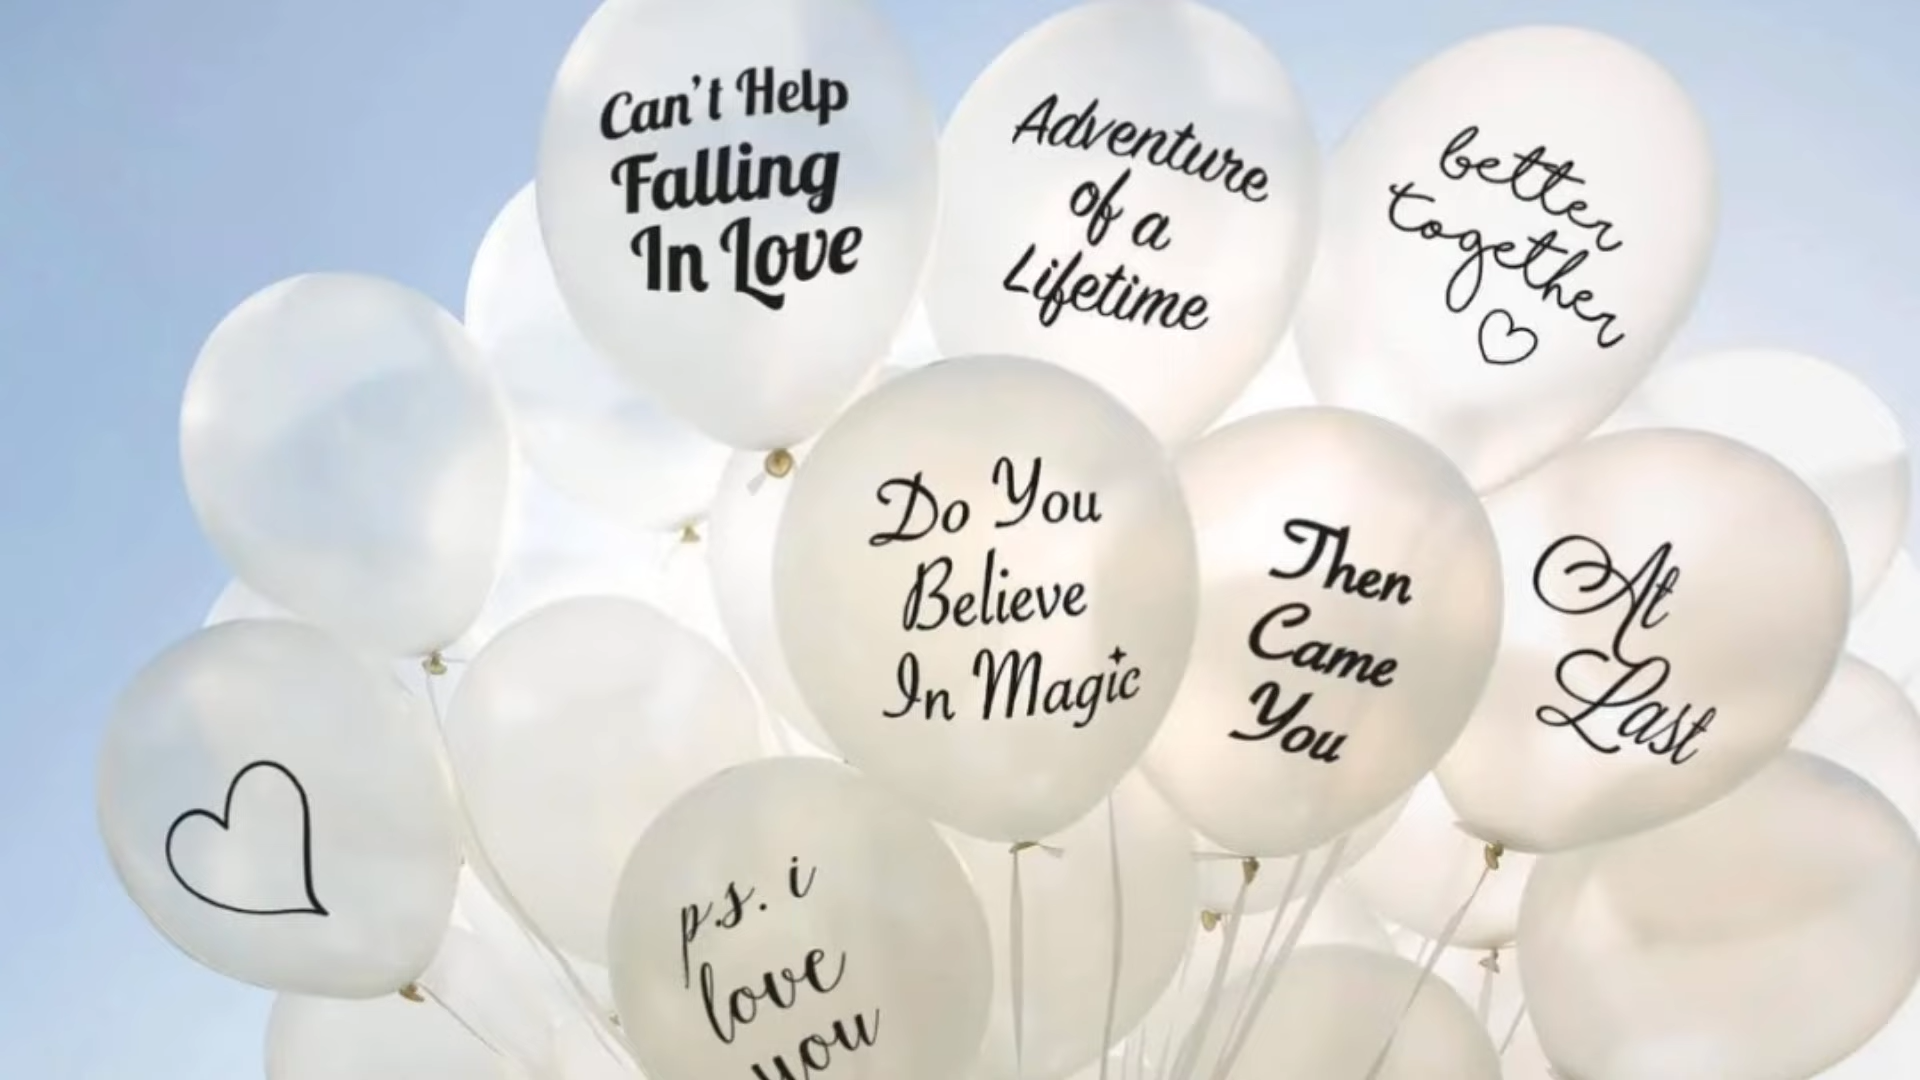 Can't Help
Falling
In Love
Adventure
of a
Lifetime
better
together
Do You
Believe
In Magic
Then
Came
You
At
Last
p.s. i
love
you